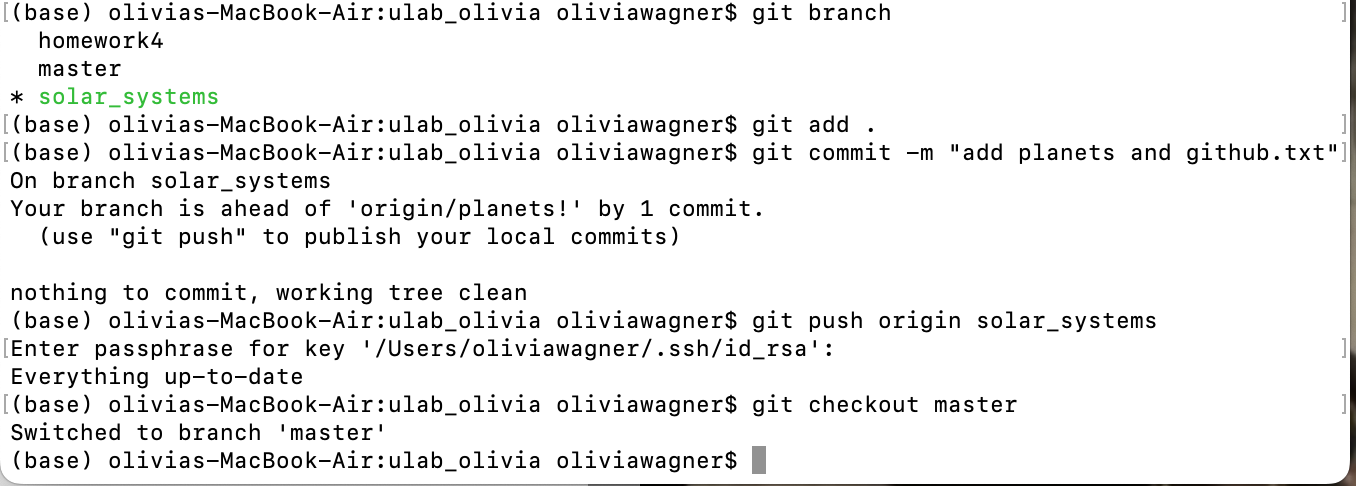 [(base) olivias-MacBook-Air:ulab_olivia oliviawagner$ git branch ]
homework4
master
* solar_systems
[(base) olivias-MacBook-Air:ulab_olivia oliviawagner$ git add . ]
[(base) olivias-MacBook-Air:ulab_olivia oliviawagner$ git commit -m "add planets and github.txt"]
On branch solar_systems
Your branch is ahead of 'origin/planets!' by 1 commit.
(use "git push" to publish your local commits)
nothing to commit, working tree clean
(base) olivias-MacBook-Air:ulab_olivia oliviawagner$ git push origin solar_systems
[Enter passphrase for key '/Users/oliviawagner/.ssh/id_rsa': ]
Everything up-to-date
[(base) olivias-MacBook-Air:ulab_olivia oliviawagner$ git checkout master ]
Switched to branch 'master'
(base) olivias-MacBook-Air:ulab_olivia oliviawagner$